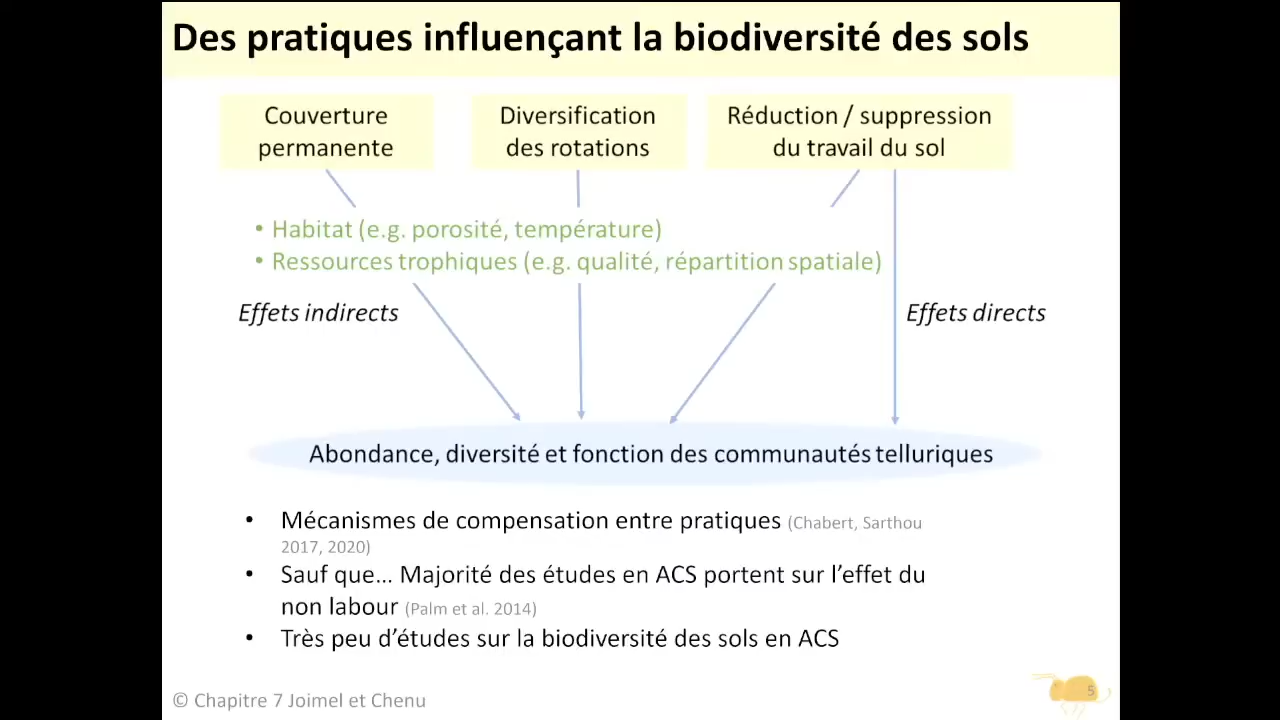 Des pratiques influençant la biodiversité des sols
Couverture
permanente
Diversification
des rotations
Réduction / suppression
du travail du sol
• Habitat (e.g. porosité, température)
• Ressources trophiques (e.g. qualité, répartition spatiale)
Effets indirects
Effets directs
Abondance, diversité et fonction des communautés telluriques
• Mécanismes de compensation entre pratiques (Chabert, Sarthou
2017, 2020)
• Sauf que… Majorité des études en ACS portent sur l’effet du
non labour (Palm et al. 2014)
• Très peu d’études sur la biodiversité des sols en ACS
© Chapitre 7 Joimel et Chenu
5